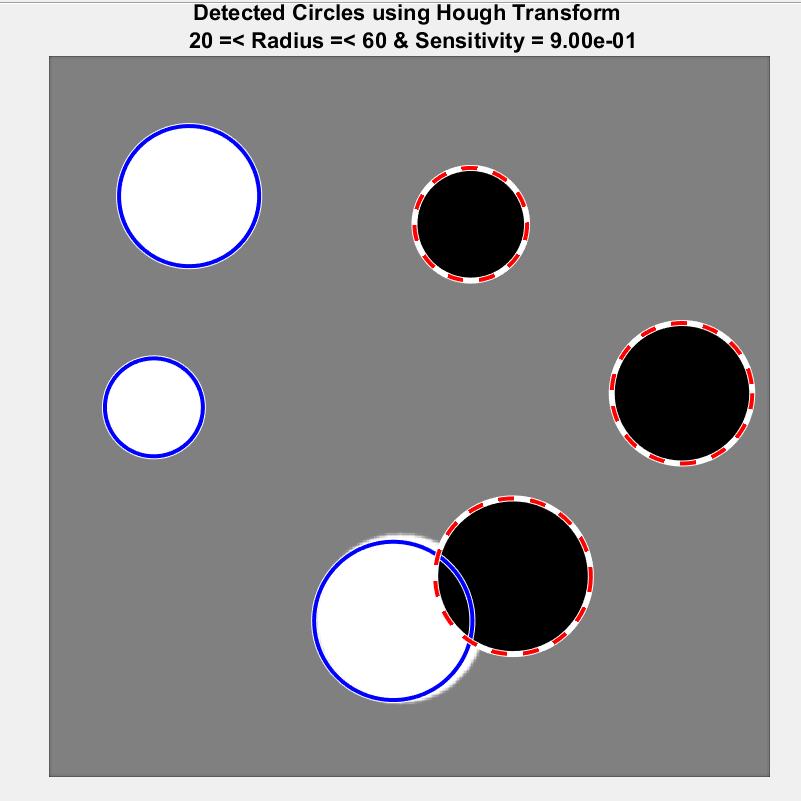 Detected Circles using Hough Transform
20 =< Radius =< 60 & Sensitivity = 9.00e-01